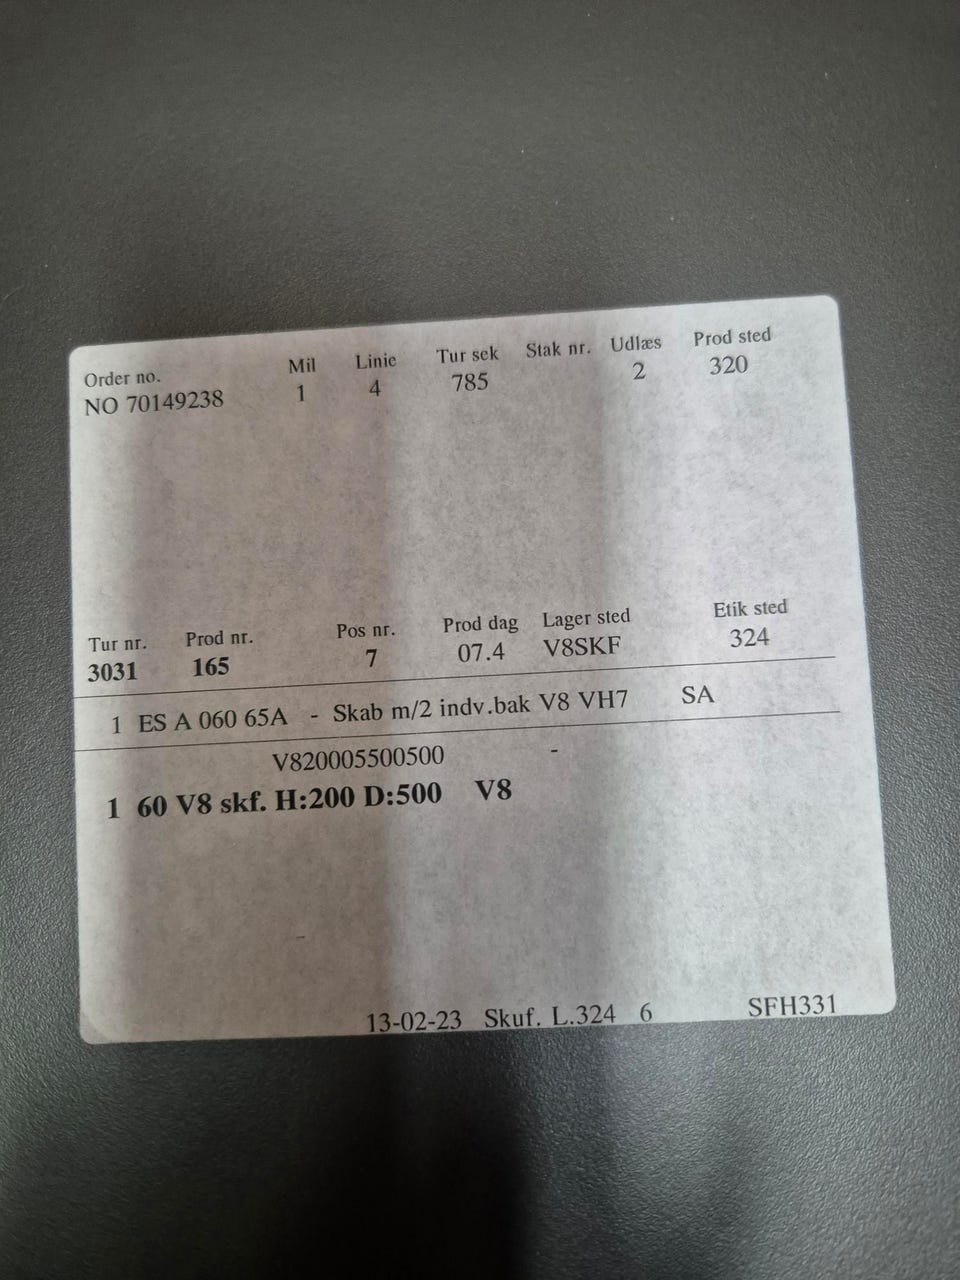 Order no. Mil Linie Tur sek Stak nr. Udlæs Prod sted
NO 70149238 1 4 785 2 320
Tur nr. Prod nr. Pos nr. Prod dag Lager sted Etik sted
3031 165 7 07.4 V8SKF 324
1 ES A 060 65A - Skab m/2 indv.bak V8 VH7 SA
V820005500500 -
1 60 V8 skf. H:200 D:500 V8
-
13-02-23 Skuf. L.324 6 SFH331